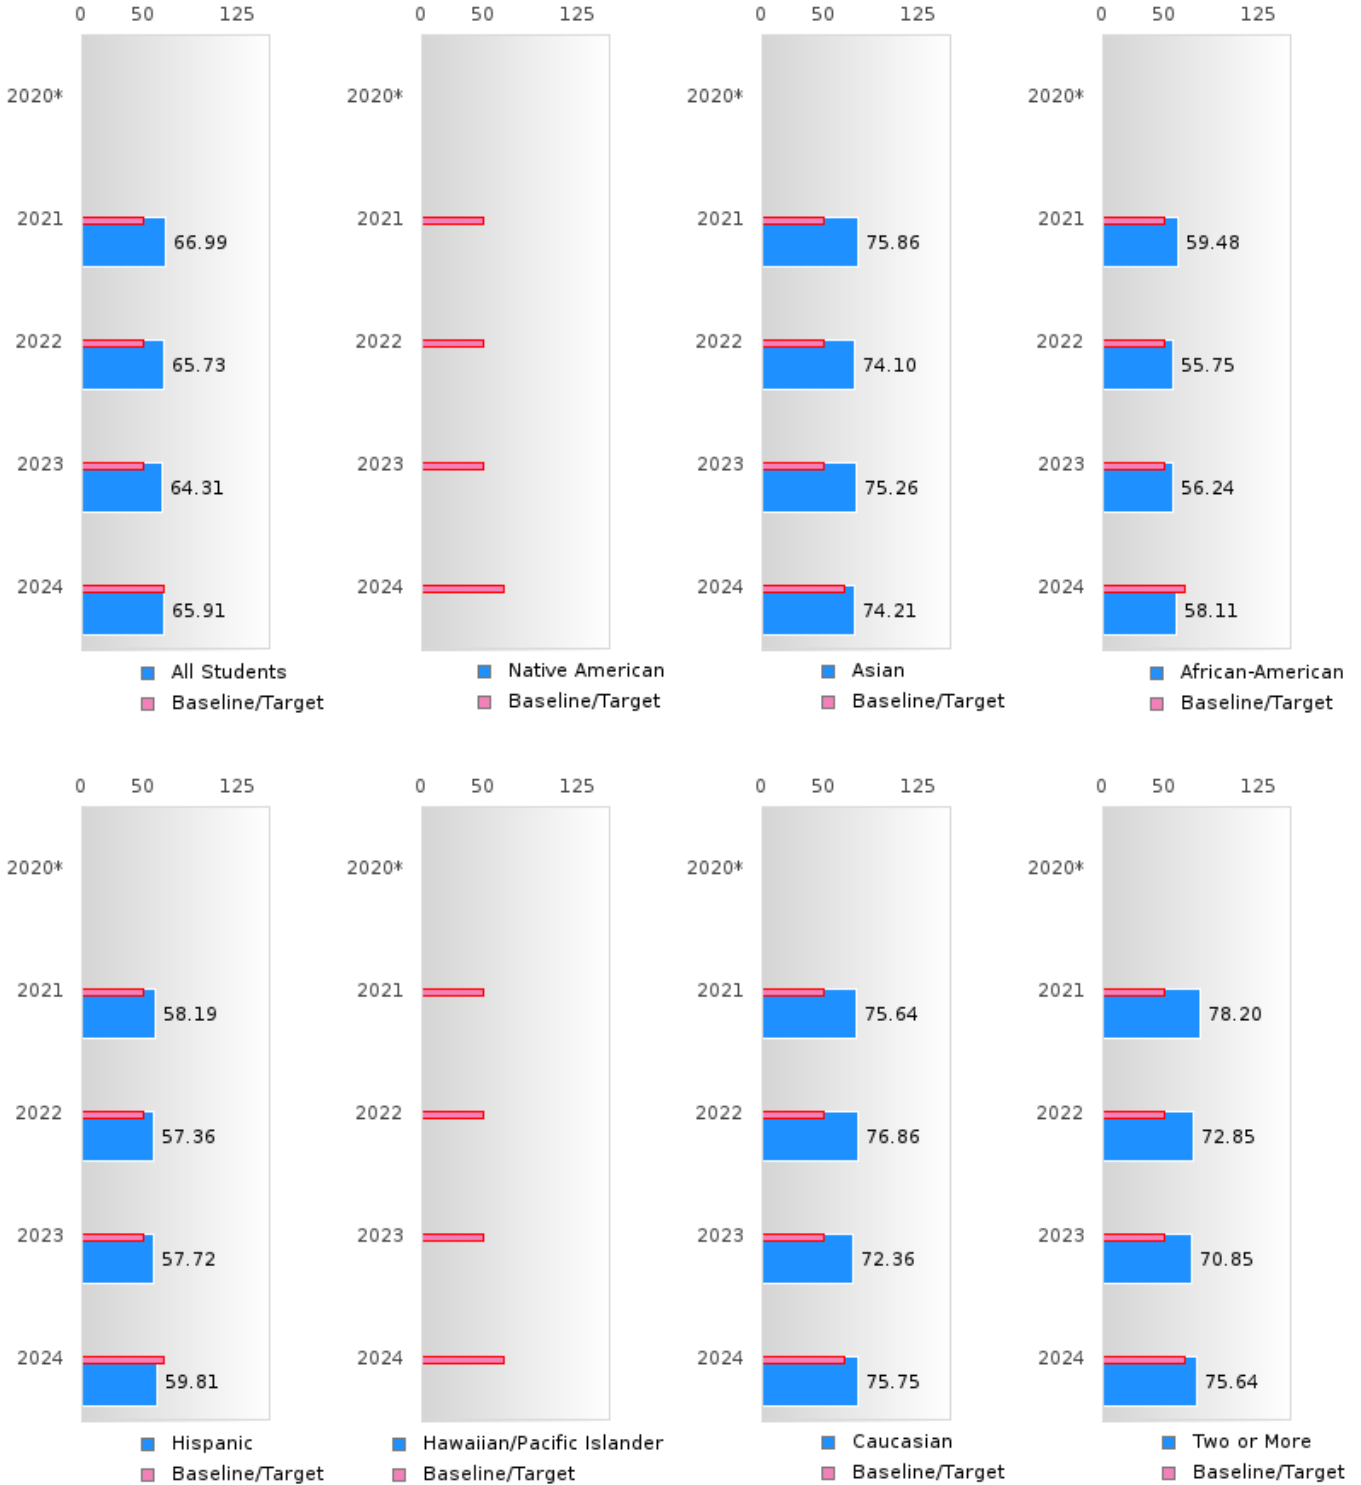 0 50 125 0 50 125 0 50 125 0 50 125
2020* 2020* 2020* 2020*
2021 2021 2021 2021
66.99 75.86 59.48
2022 2022 2022 2022
65.73 74.10 55.75
2023 2023 2023 2023
64.31 75.26 56.24
2024 2024 2024 2024
65.91 74.21 58.11
All Students Native American Asian African-American
Baseline/Target Baseline/Target Baseline/Target Baseline/Target
0 50 125 0 50 125 0 50 125 0 50 125
2020* 2020* 2020* 2020*
2021 2021 2021 2021
58.19 75.64 78.20
2022 2022 2022 2022
57.36 76.86 72.85
2023 2023 2023 2023
57.72 72.36 70.85
2024 2024 2024 2024
59.81 75.75 75.64
Hispanic Hawaiian/Pacific Islander Caucasian Two or More
Baseline/Target Baseline/Target Baseline/Target Baseline/Target